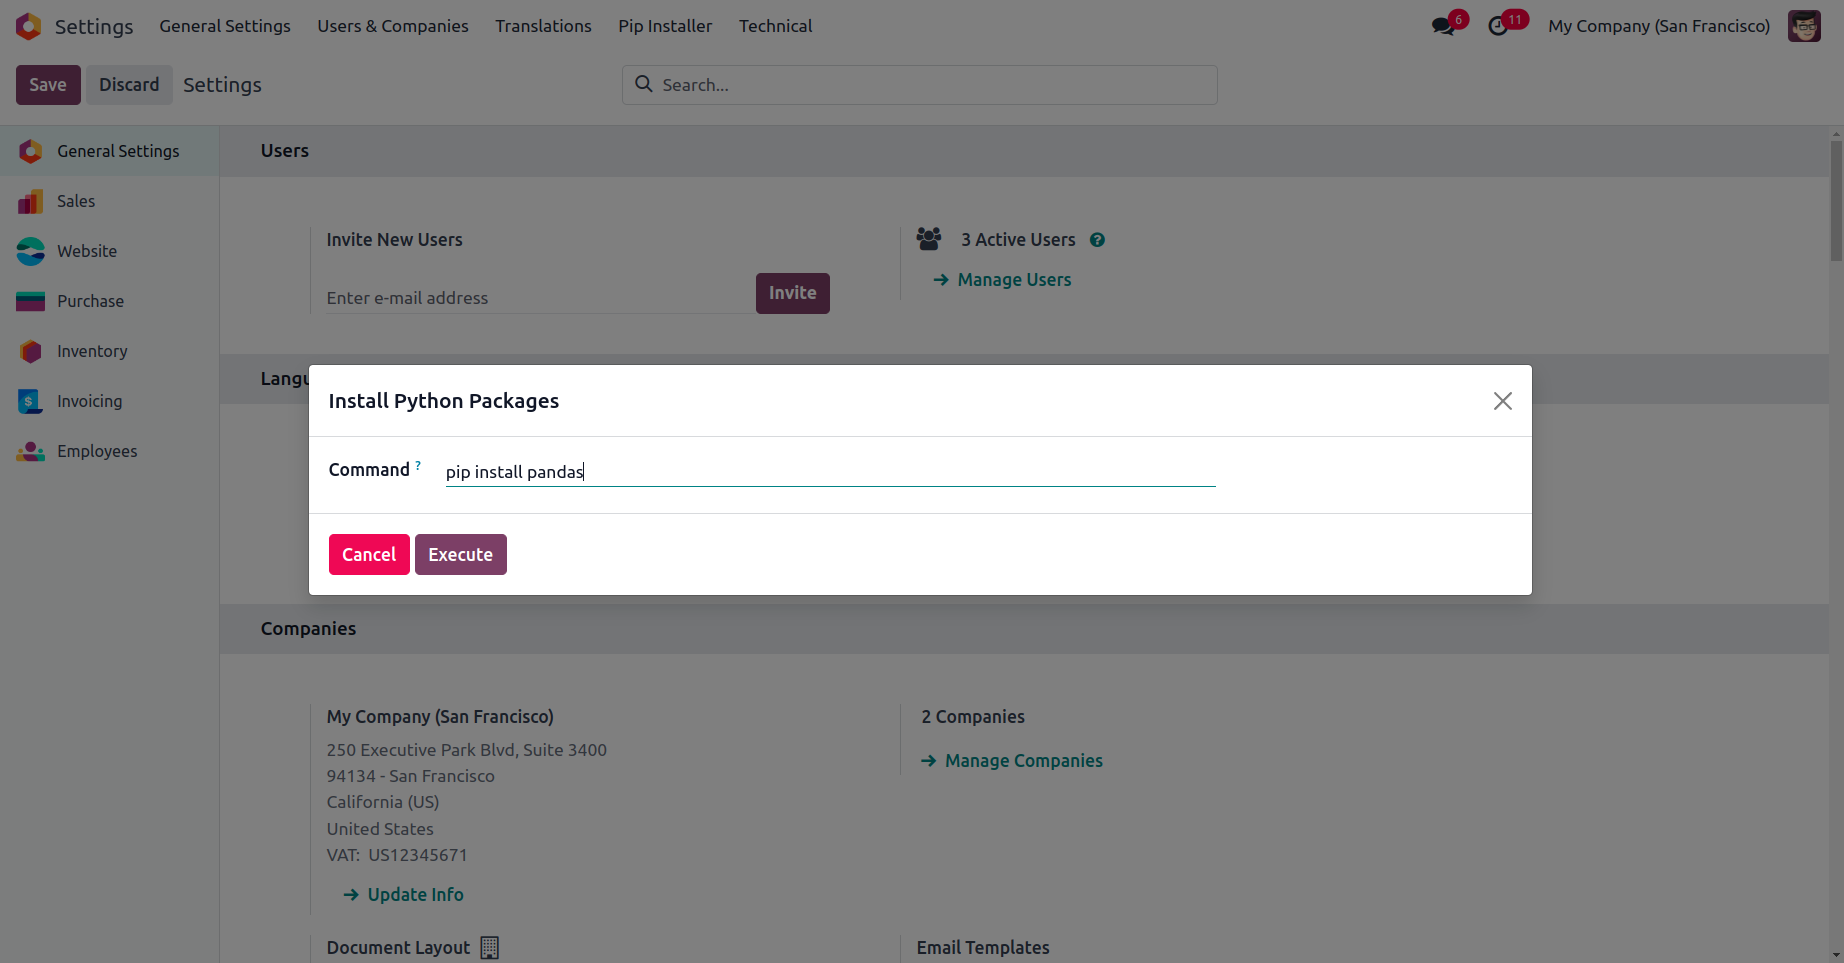 Settings General Settings Users & Companies Translations Pip Installer Technical 6 11 My Company (San Francisco)
Save Discard Settings Search...
General Settings
Sales
Website
Purchase
Inventory
Invoicing
Employees
Users
Invite New Users
Enter e-mail address Invite
3 Active Users ?
Manage Users
Langu
Install Python Packages
Command ? pip install pandas
Cancel Execute
Companies
My Company (San Francisco)
250 Executive Park Blvd, Suite 3400
94134 - San Francisco
California (US)
United States
VAT: US12345671
Update Info
2 Companies
Manage Companies
Document Layout
Email Templates